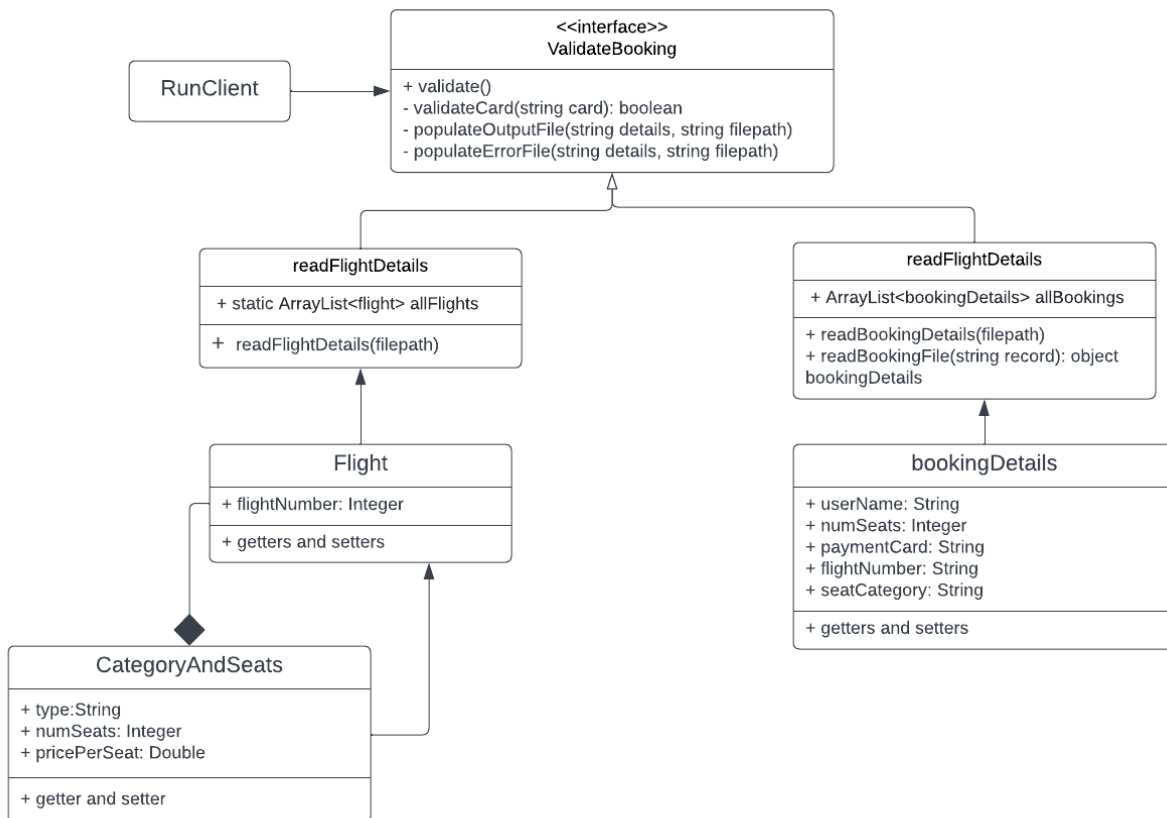 <<interface>>
ValidateBooking
+ validate()
- validateCard(string card): boolean
- populateOutputFile(string details, string filepath)
- populateErrorFile(string details, string filepath)
RunClient
readFlightDetails
+ static ArrayList<flight> allFlights
+ readFlightDetails(filepath)
readFlightDetails
+ ArrayList<bookingDetails> allBookings
+ readBookingDetails(filepath)
+ readBookingFile(string record): object
bookingDetails
Flight
+ flightNumber: Integer
+ getters and setters
bookingDetails
+ userName: String
+ numSeats: Integer
+ paymentCard: String
+ flightNumber: String
+ seatCategory: String
+ getters and setters
CategoryAndSeats
+ type:String
+ numSeats: Integer
+ pricePerSeat: Double
+ getter and setter